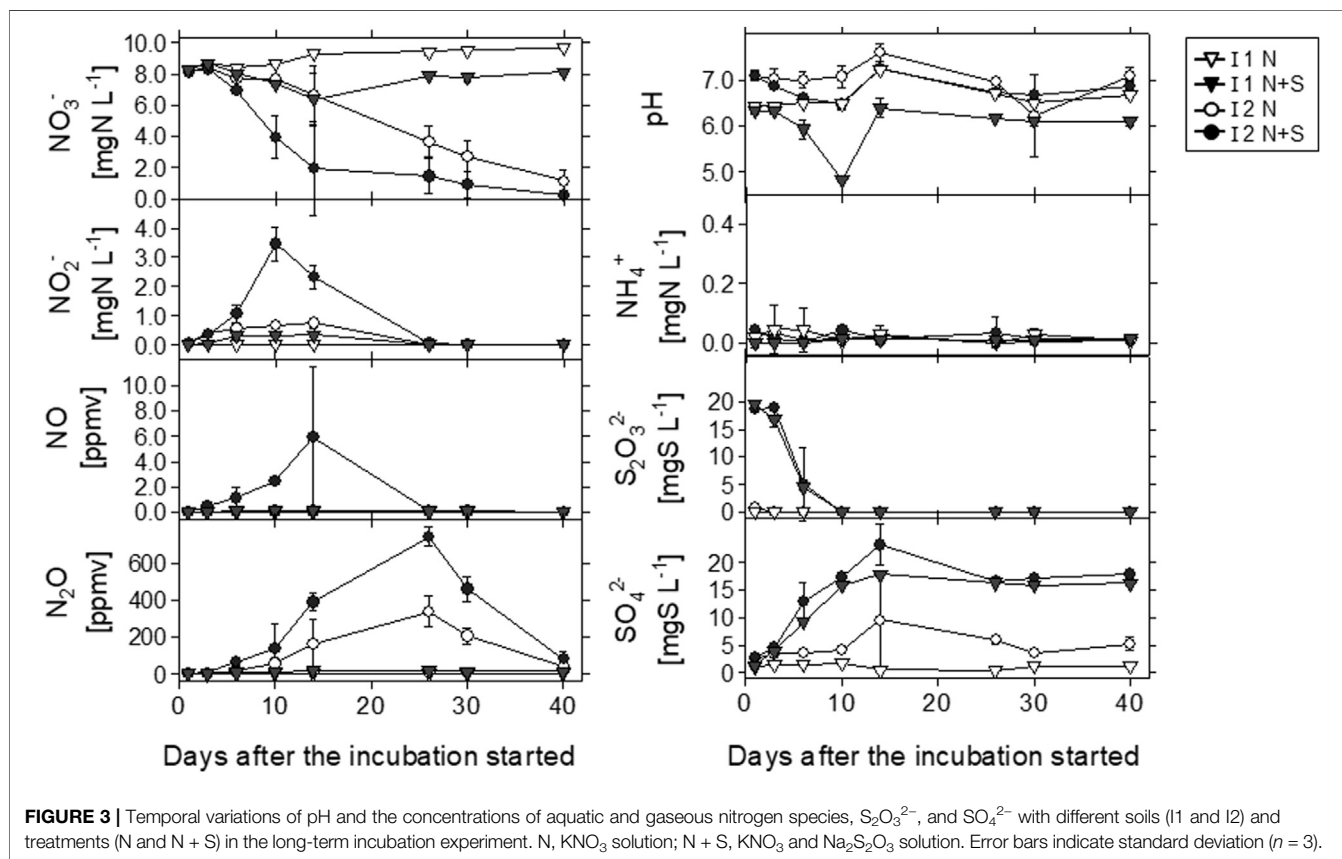 NO₃⁻
[mgN L⁻¹]
10.0
8.0
6.0
4.0
2.0
0.0
NO₂⁻
[mgN L⁻¹]
4.0
3.0
2.0
1.0
0.0
NO
[ppmv]
10.0
8.0
6.0
4.0
2.0
0.0
N₂O
[ppmv]
600
400
200
0
0 10 20 30 40
Days after the incubation started
pH
7.0
6.0
5.0
NH₄⁺
[mgN L⁻¹]
0.4
0.2
0.0
S₂O₃²⁻
[mgS L⁻¹]
20
15
10
5
0
SO₄²⁻
[mgS L⁻¹]
25
20
15
10
5
0
0 10 20 30 40
Days after the incubation started
I1 N
I1 N+S
I2 N
I2 N+S
FIGURE 3 | Temporal variations of pH and the concentrations of aquatic and gaseous nitrogen species, S₂O₃²⁻, and SO₄²⁻ with different soils (I1 and I2) and
treatments (N and N + S) in the long-term incubation experiment. N, KNO₃ solution; N + S, KNO₃ and Na₂S₂O₃ solution. Error bars indicate standard deviation (n = 3).